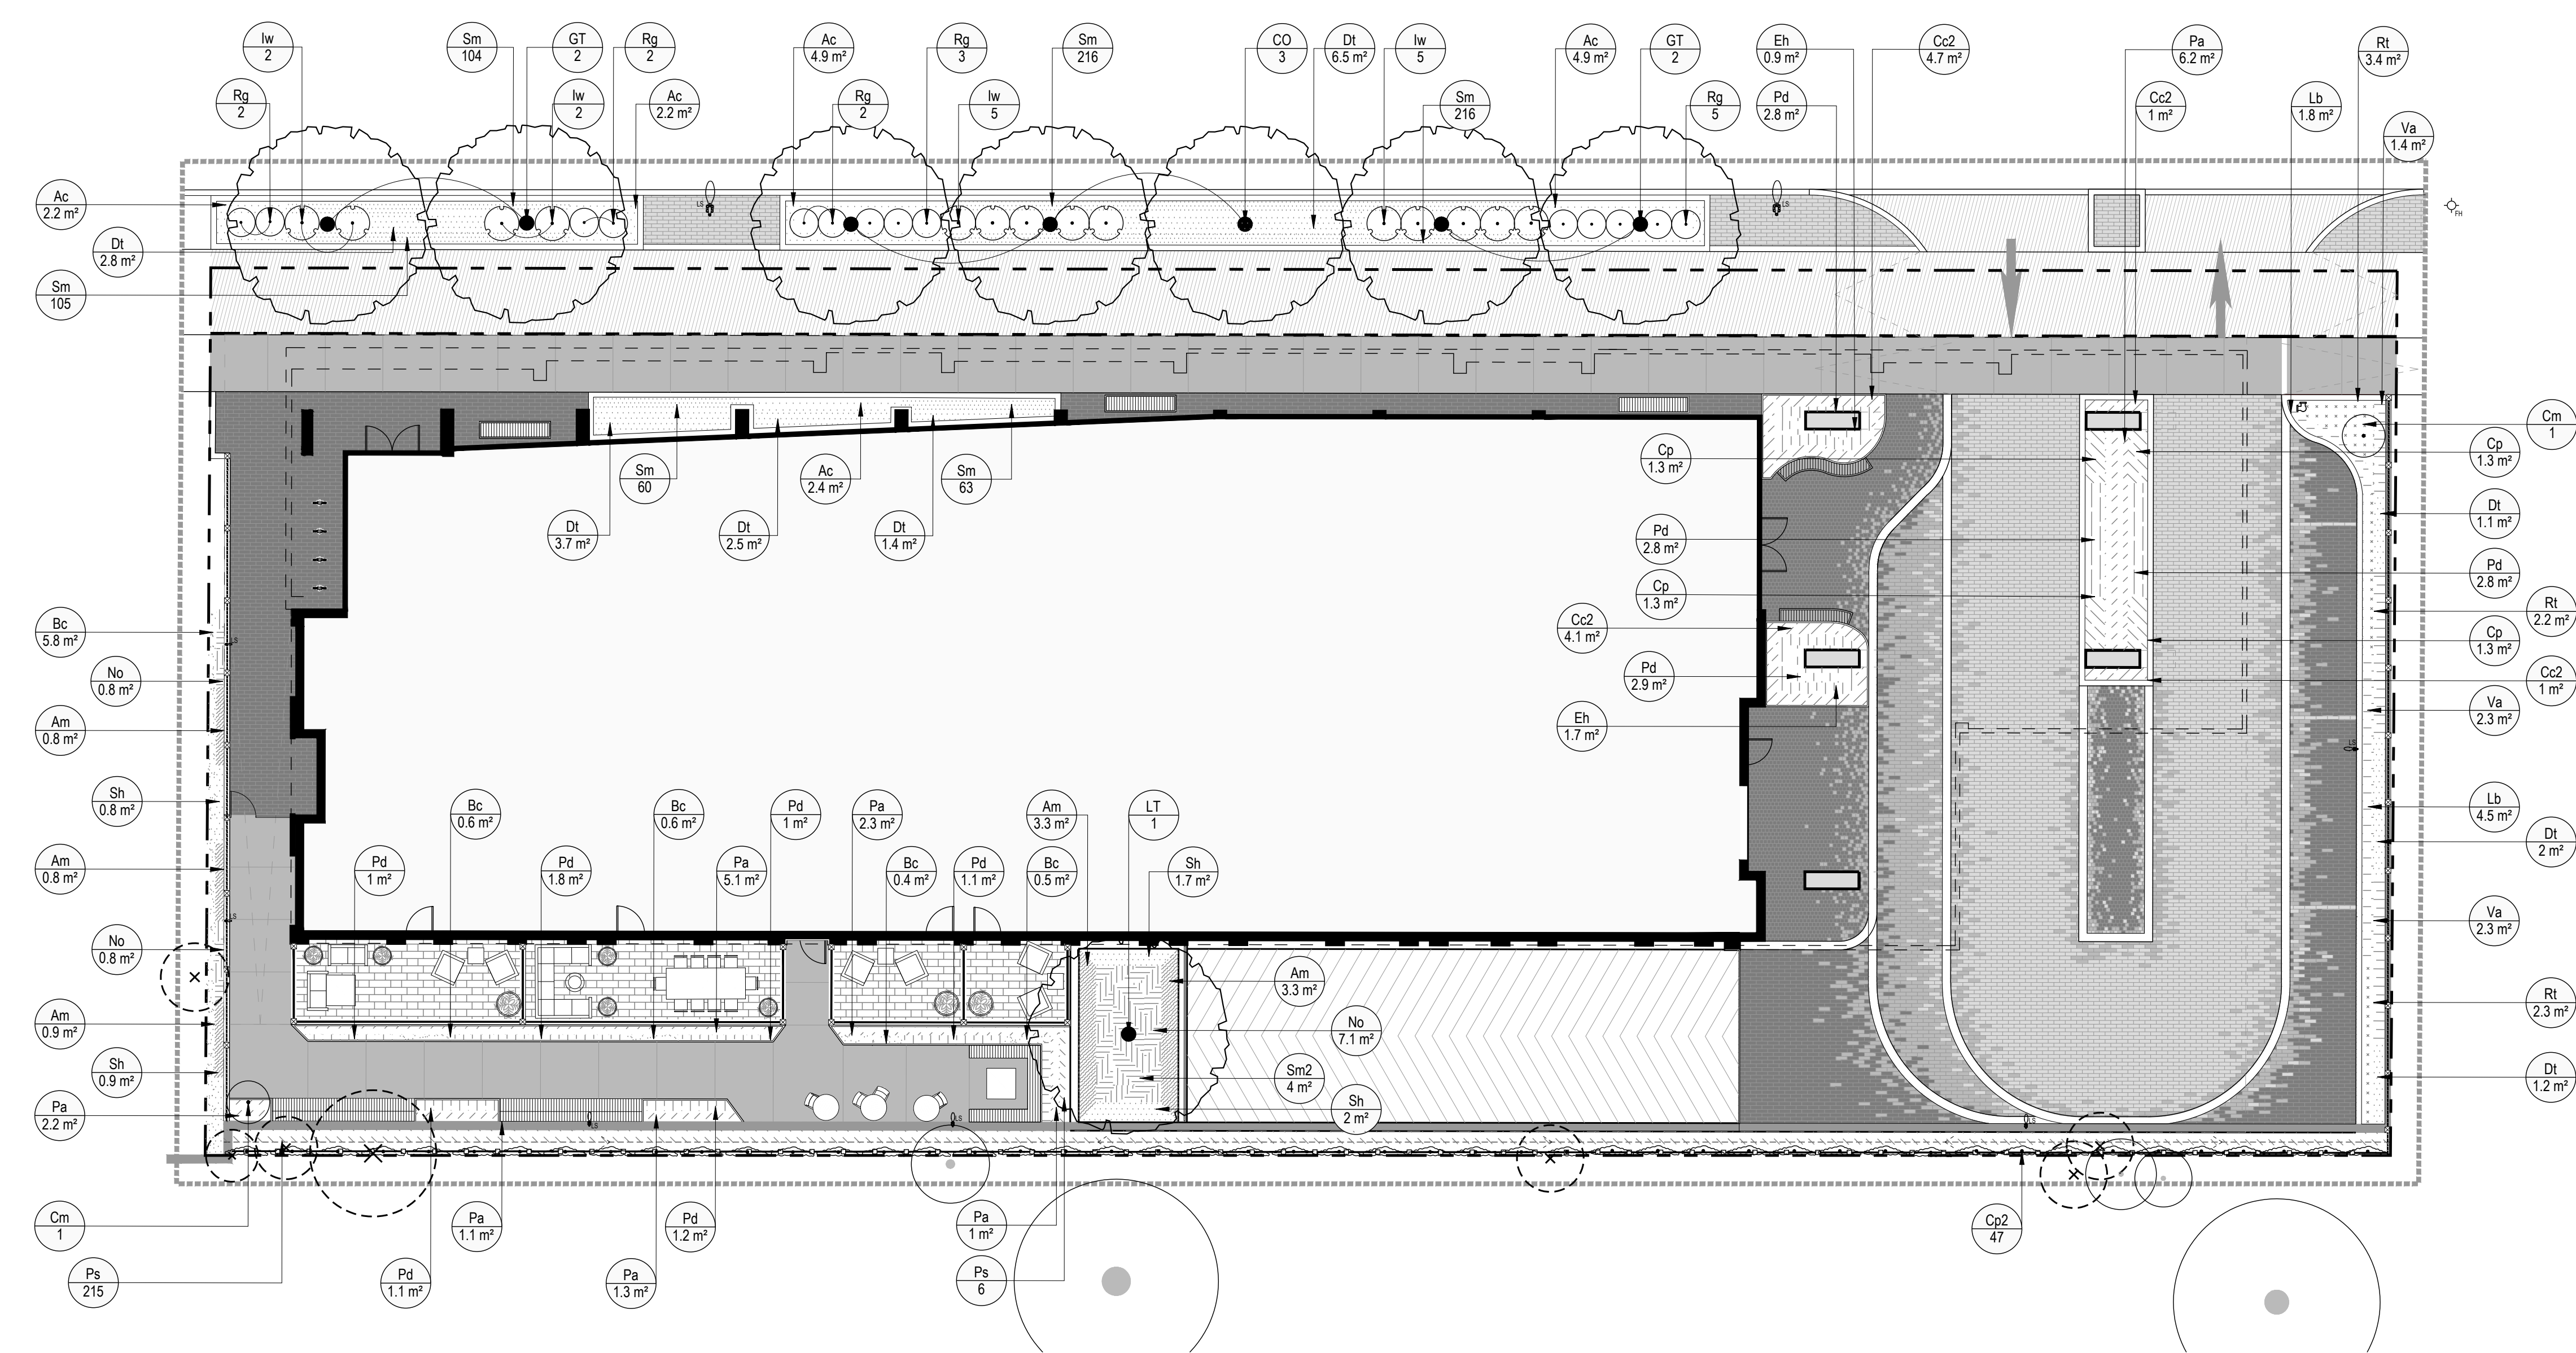 Iw
2
Sm
104
GT
2
Rg
2
Ac
4.9 m²
Rg
3
Sm
216
CO
3
Dt
6.5 m²
Iw
5
Ac
4.9 m²
GT
2
Eh
0.9 m²
Cc2
4.7 m²
Pa
6.2 m²
Rt
3.4 m²
Rg
2
Iw
2
Ac
2.2 m²
Rg
2
Iw
5
Sm
216
Rg
5
Pd
2.8 m²
Cc2
1 m²
Lb
1.8 m²
Va
1.4 m²
Ac
2.2 m²
LS
LS
FH
Dt
2.8 m²
Sm
105
Cm
1
Cp
1.3 m²
Cp
1.3 m²
Sm
60
Ac
2.4 m²
Sm
63
Dt
3.7 m²
Dt
2.5 m²
Dt
1.4 m²
Dt
1.1 m²
Pd
2.8 m²
Pd
2.8 m²
Cp
1.3 m²
Rt
2.2 m²
Bc
5.8 m²
LS
Cc2
4.1 m²
Cp
1.3 m²
No
0.8 m²
Pd
2.9 m²
Cc2
1 m²
Am
0.8 m²
Eh
1.7 m²
Va
2.3 m²
LS
Sh
0.8 m²
Bc
0.6 m²
Bc
0.6 m²
Pd
1 m²
Pa
2.3 m²
Am
3.3 m²
LT
1
Lb
4.5 m²
Dt
2 m²
Am
0.8 m²
Pd
1 m²
Pd
1.8 m²
Pa
5.1 m²
Bc
0.4 m²
Pd
1.1 m²
Bc
0.5 m²
Sh
1.7 m²
LS
Va
2.3 m²
No
0.8 m²
Am
3.3 m²
Rt
2.3 m²
Am
0.9 m²
No
7.1 m²
Sh
0.9 m²
Sm2
4 m²
Dt
1.2 m²
Pa
2.2 m²
Sh
2 m²
LS
LS
LS
Cm
1
Pa
1.1 m²
Pd
1.2 m²
Pa
1 m²
Cp2
47
Ps
215
Pd
1.1 m²
Pa
1.3 m²
Ps
6